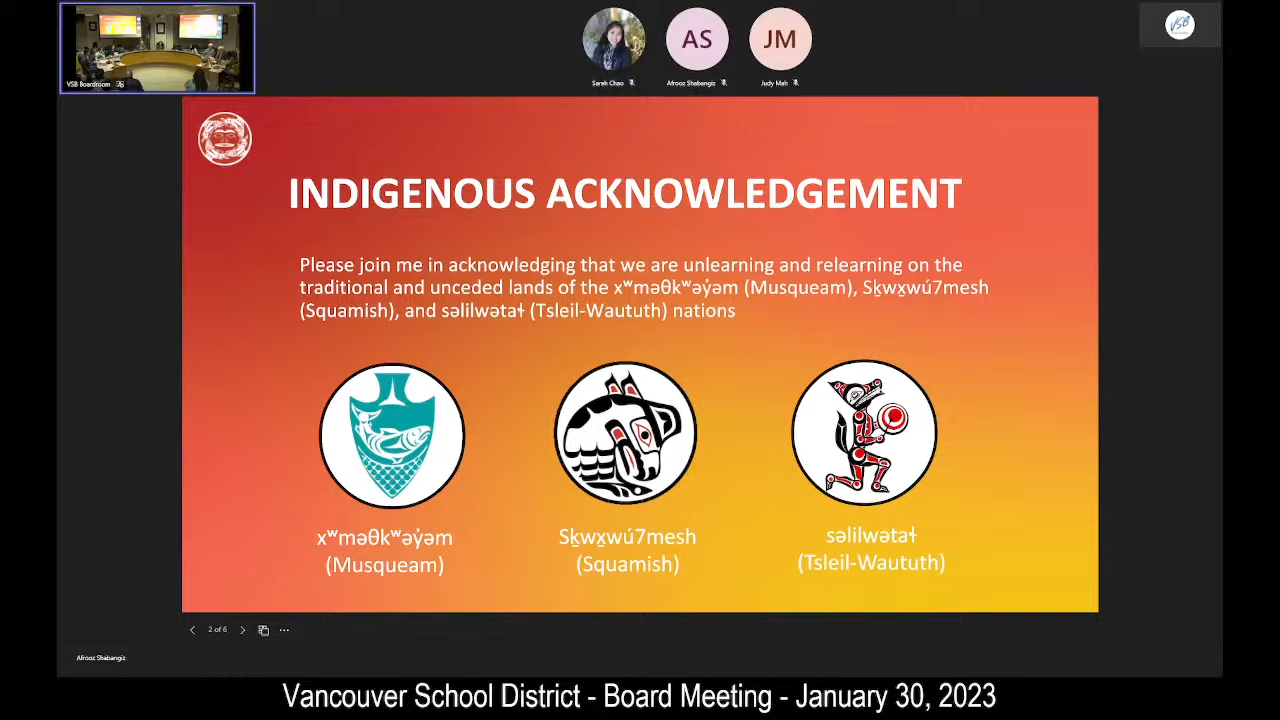 VSB Boardroom
AS
JM
Sarah Chao
Afrooz Shabangiz
Judy Mah
VSB
INDIGENOUS ACKNOWLEDGEMENT
Please join me in acknowledging that we are unlearning and relearning on the
traditional and unceded lands of the xʷməθkʷəy̓əm (Musqueam), Sḵwx̱wú7mesh
(Squamish), and səlilwətaɬ (Tsleil-Waututh) nations
xʷməθkʷəy̓əm
(Musqueam)
Sḵwx̱wú7mesh
(Squamish)
səlilwətaɬ
(Tsleil-Waututh)
2 of 6
Afrooz Shabangiz
Vancouver School District - Board Meeting - January 30, 2023